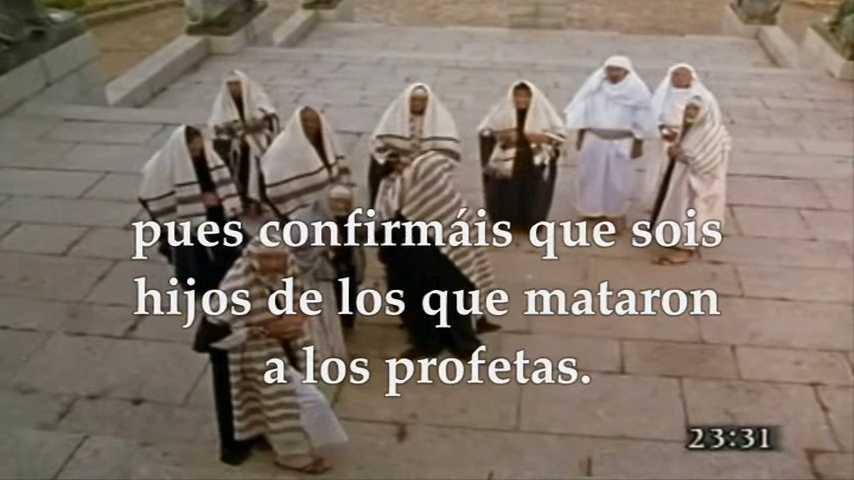 pues confirmáis que sois
hijos de los que mataron
a los profetas.
23:31